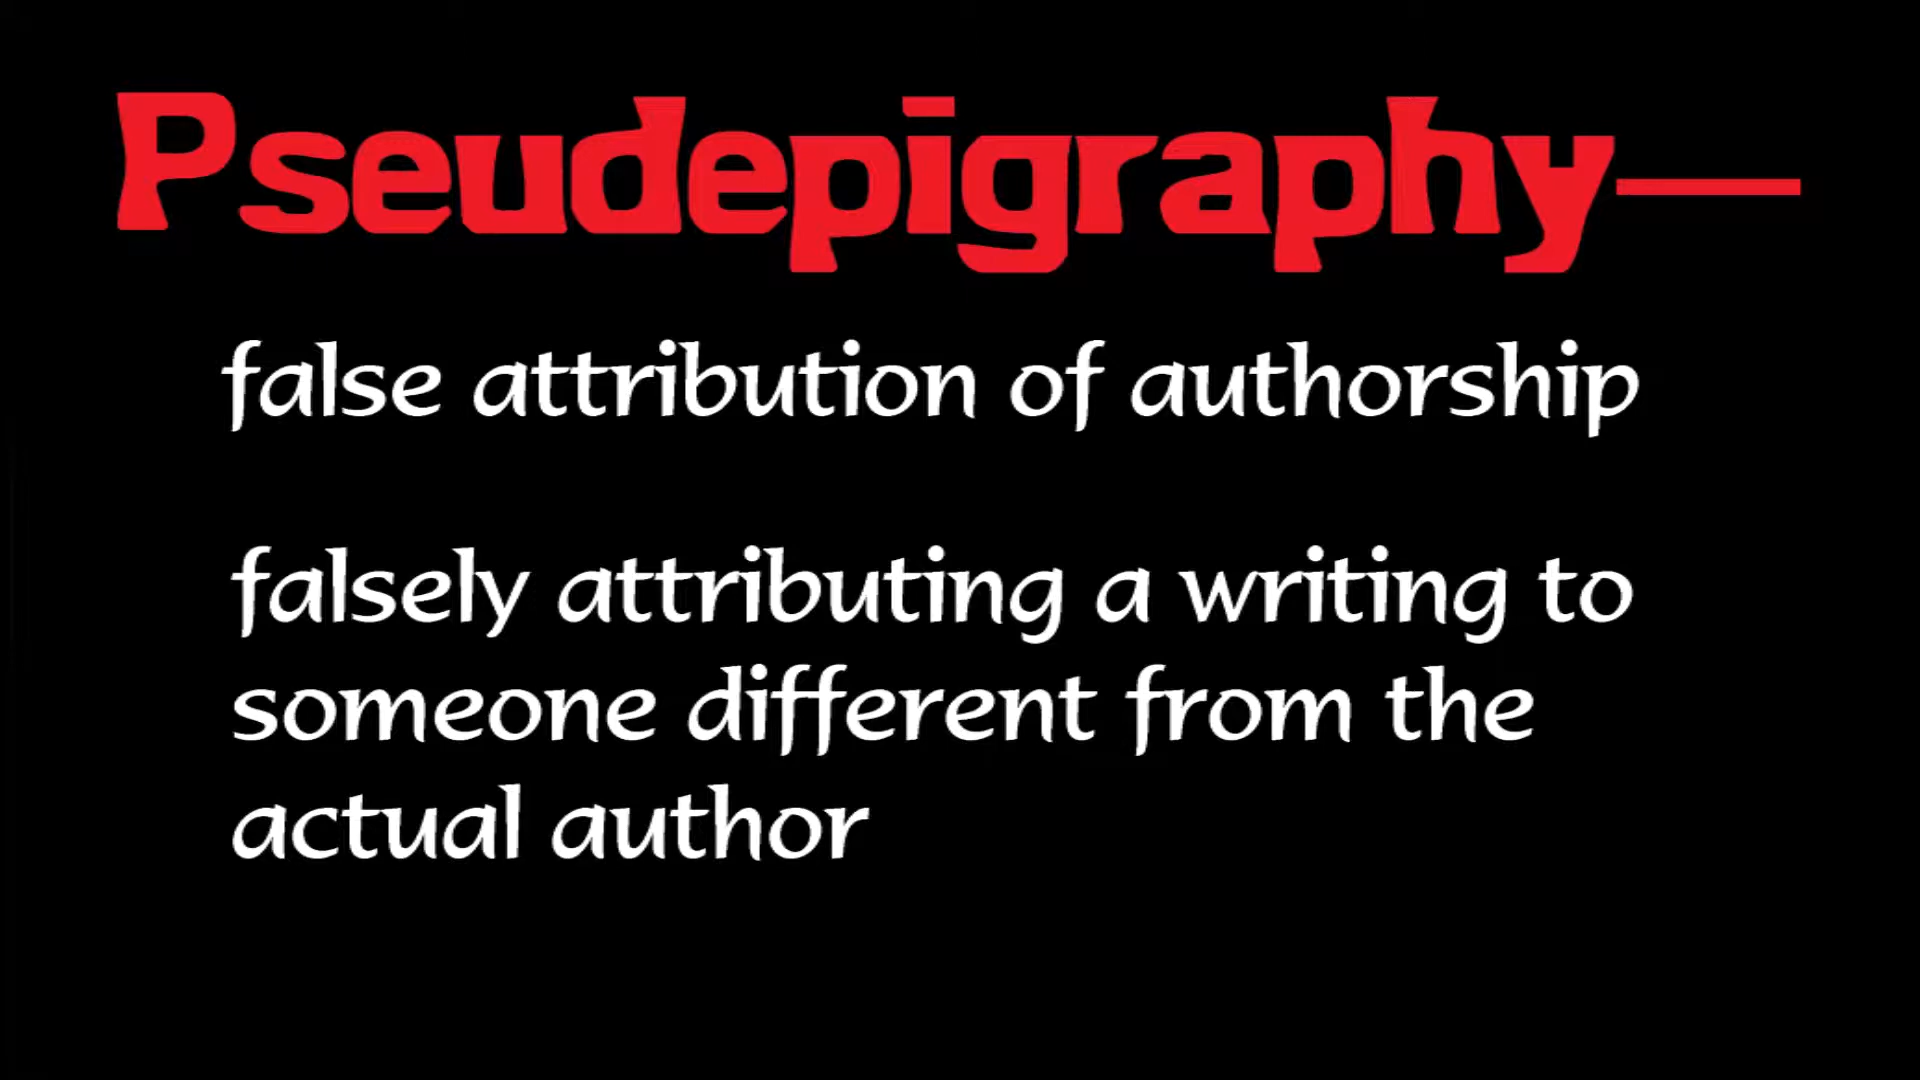 Pseudepigraphy—
false attribution of authorship
falsely attributing a writing to
someone different from the
actual author